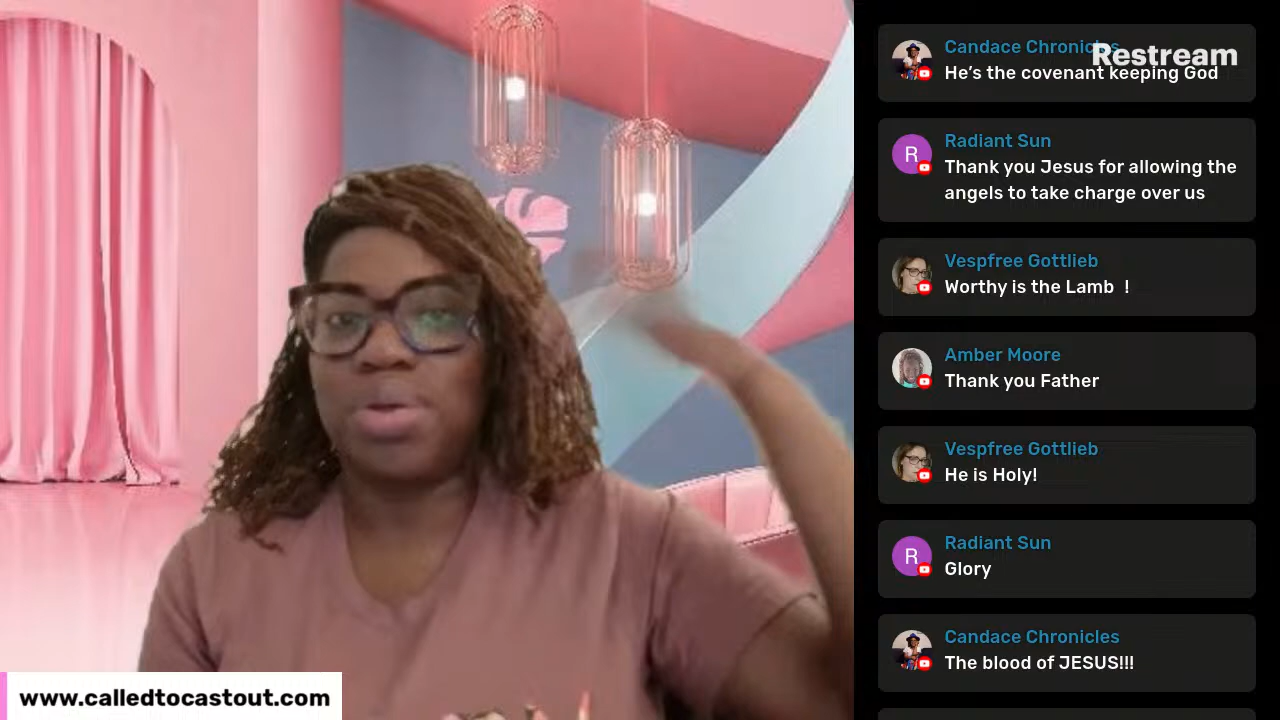 Candace Chronicles
Restream
He's the covenant keeping God
R
Radiant Sun
Thank you Jesus for allowing the
angels to take charge over us
Vespfree Gottlieb
Worthy is the Lamb !
Amber Moore
Thank you Father
Vespfree Gottlieb
He is Holy!
R
Radiant Sun
Glory
Candace Chronicles
The blood of JESUS!!!
www.calledtocastout.com